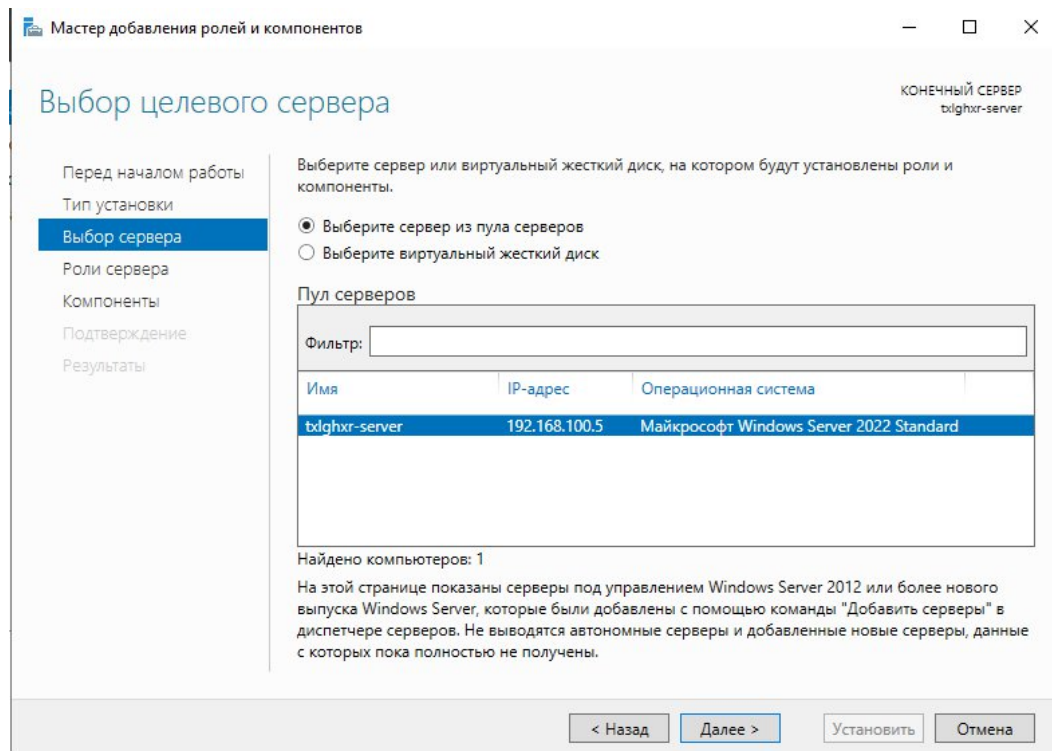 Мастер добавления ролей и компонентов
Выбор целевого сервера
КОНЕЧНЫЙ СЕРВЕР
txlghxr-server
Перед началом работы
Тип установки
Выбор сервера
Роли сервера
Компоненты
Подтверждение
Результаты
Выберите сервер или виртуальный жесткий диск, на котором будут установлены роли и
компоненты.
Выберите сервер из пула серверов
Выберите виртуальный жесткий диск
Пул серверов
Фильтр:
Имя IP-адрес Операционная система
txlghxr-server 192.168.100.5 Майкрософт Windows Server 2022 Standard
Найдено компьютеров: 1
На этой странице показаны серверы под управлением Windows Server 2012 или более нового
выпуска Windows Server, которые были добавлены с помощью команды "Добавить серверы" в
диспетчере серверов. Не выводятся автономные серверы и добавленные новые серверы, данные
с которых пока полностью не получены.
< Назад Далее > Установить Отмена